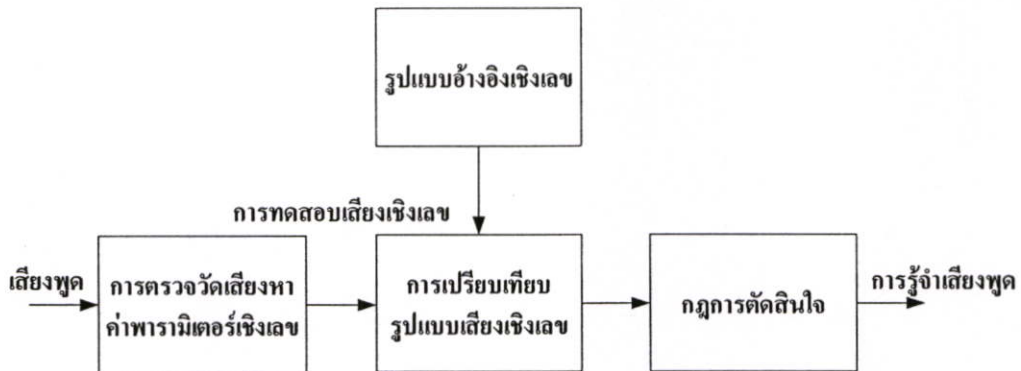 รูปแบบอ้างอิงเชิงเลข
การทดสอบเสียงเชิงเลข
เสียงพูด
การตรวจวัดเสียงหา
ค่าพารามิเตอร์เชิงเลข
การเปรียบเทียบ
รูปแบบเสียงเชิงเลข
กฎการตัดสินใจ
การรู้จำเสียงพูด